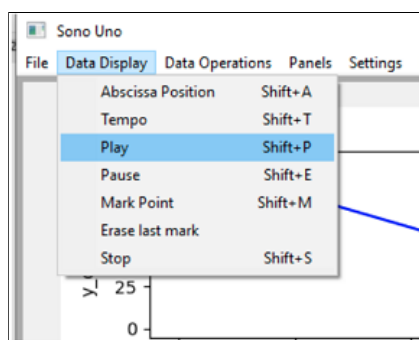 Sono Uno
File Data Display Data Operations Panels Settings
Abscissa Position Shift+A
Tempo Shift+T
Play Shift+P
Pause Shift+E
Mark Point Shift+M
Erase last mark
Stop Shift+S
25
0